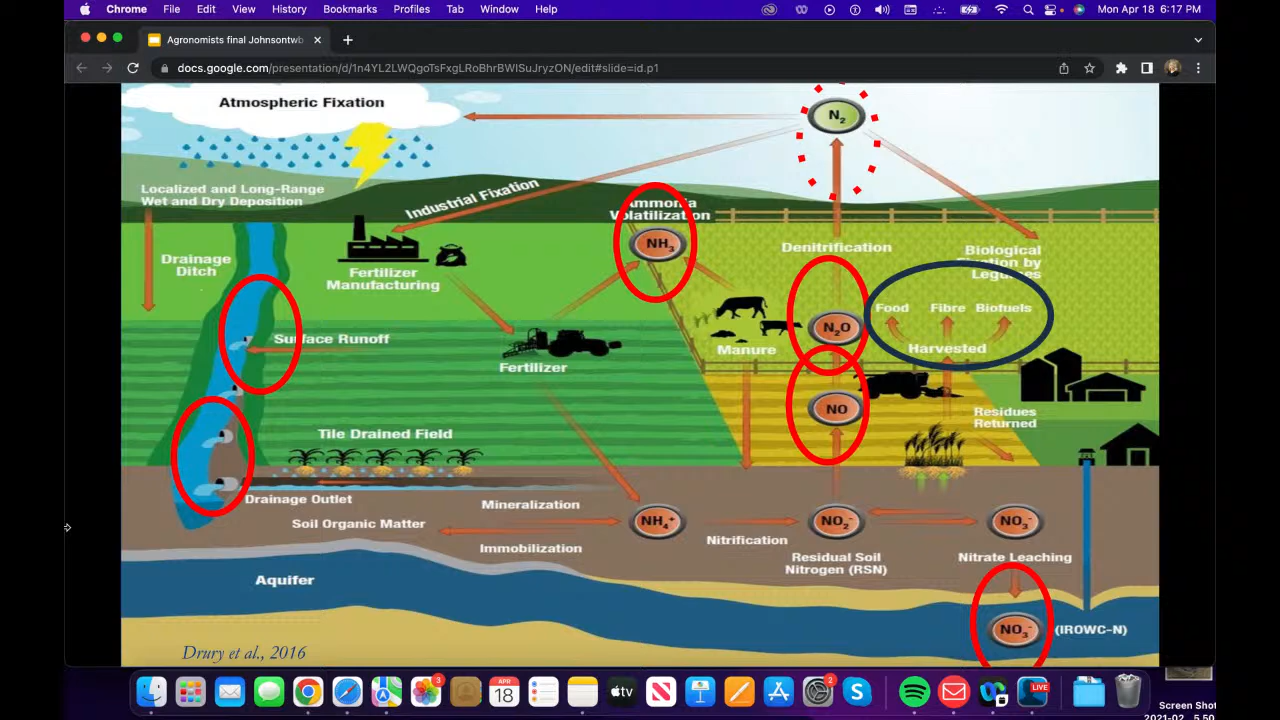 Chrome File Edit View History Bookmarks Profiles Tab Window Help Mon Apr 18 6:17 PM
Agronomists final Johnsontwb
docs.google.com/presentation/d/1n4YL2LWQgoTsFxgLRoBhrBWISuJryzON/edit#slide=id.p1
Atmospheric Fixation
N2
Localized and Long-Range
Wet and Dry Deposition
Industrial Fixation
Ammonia
Volatilization
NH3
Denitrification
Biological
Fixation by
Legumes
Drainage
Ditch
Fertilizer
Manufacturing
Food Fibre Biofuels
N2O
Surface Runoff
Manure
Harvested
Fertilizer
NO
Residues
Returned
Tile Drained Field
Drainage Outlet
Mineralization
Soil Organic Matter
NH4+
NO2-
NO3-
Immobilization
Nitrification
Residual Soil
Nitrogen (RSN)
Nitrate Leaching
Aquifer
NO3-
(IROWC-N)
Drury et al., 2016
APR
18
3
tv
2
LIVE
Screen Shot